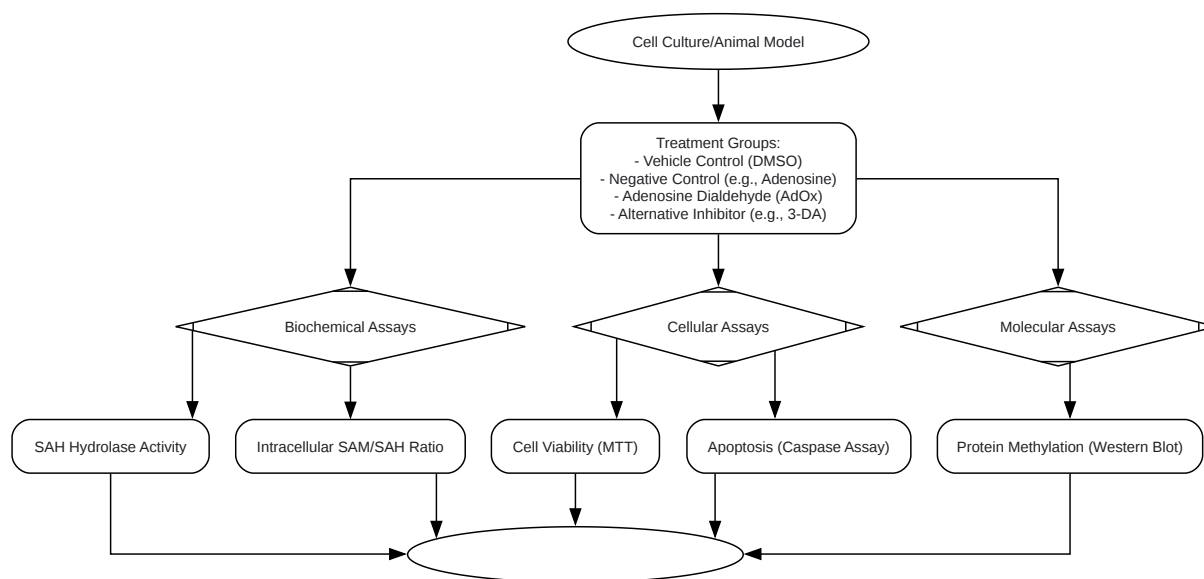 Cell Culture/Animal Model
Treatment Groups:
- Vehicle Control (DMSO)
- Negative Control (e.g., Adenosine)
- Adenosine Dialdehyde (AdOx)
- Alternative Inhibitor (e.g., 3-DA)
Biochemical Assays
Cellular Assays
Molecular Assays
SAH Hydrolase Activity
Intracellular SAM/SAH Ratio
Cell Viability (MTT)
Apoptosis (Caspase Assay)
Protein Methylation (Western Blot)